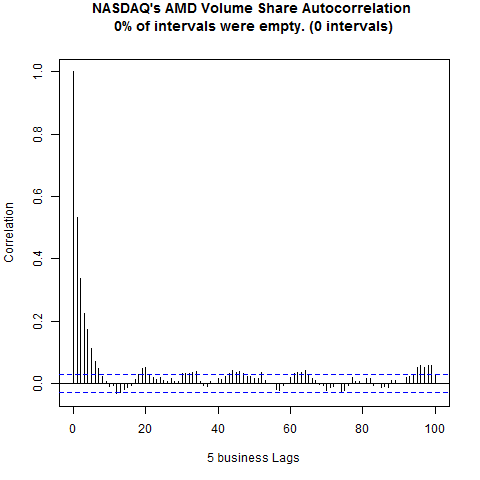 NASDAQ's AMD Volume Share Autocorrelation
0% of intervals were empty. (0 intervals)
Correlation
1.0
0.8
0.6
0.4
0.2
0.0
0 20 40 60 80 100
5 business Lags